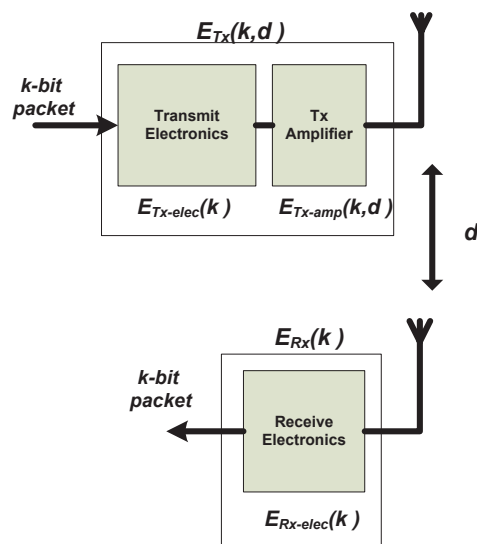 E_Tx(k,d)
k-bit
packet
Transmit
Electronics
Tx
Amplifier
E_Tx-elec(k)
E_Tx-amp(k,d)
d
E_Rx(k)
k-bit
packet
Receive
Electronics
E_Rx-elec(k)